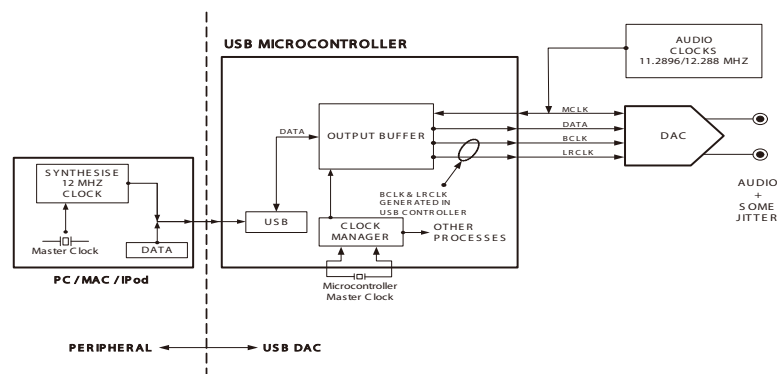 USB MICROCONTROLLER
AUDIO
CLOCKS
11.2896/12.288 MHZ
MCLK
DATA
BCLK
LRCLK
DAC
DATA
OUTPUT BUFFER
SYNTHESISE
12 MHZ
CLOCK
Master Clock
DATA
PC/MAC/IPod
USB
BCLK & LRCLK
GENERATED IN
USB CONTROLLER
CLOCK
MANAGER
OTHER
PROCESSES
Microcontroller
Master Clock
AUDIO
+
SOME
JITTER
PERIPHERAL
USB DAC